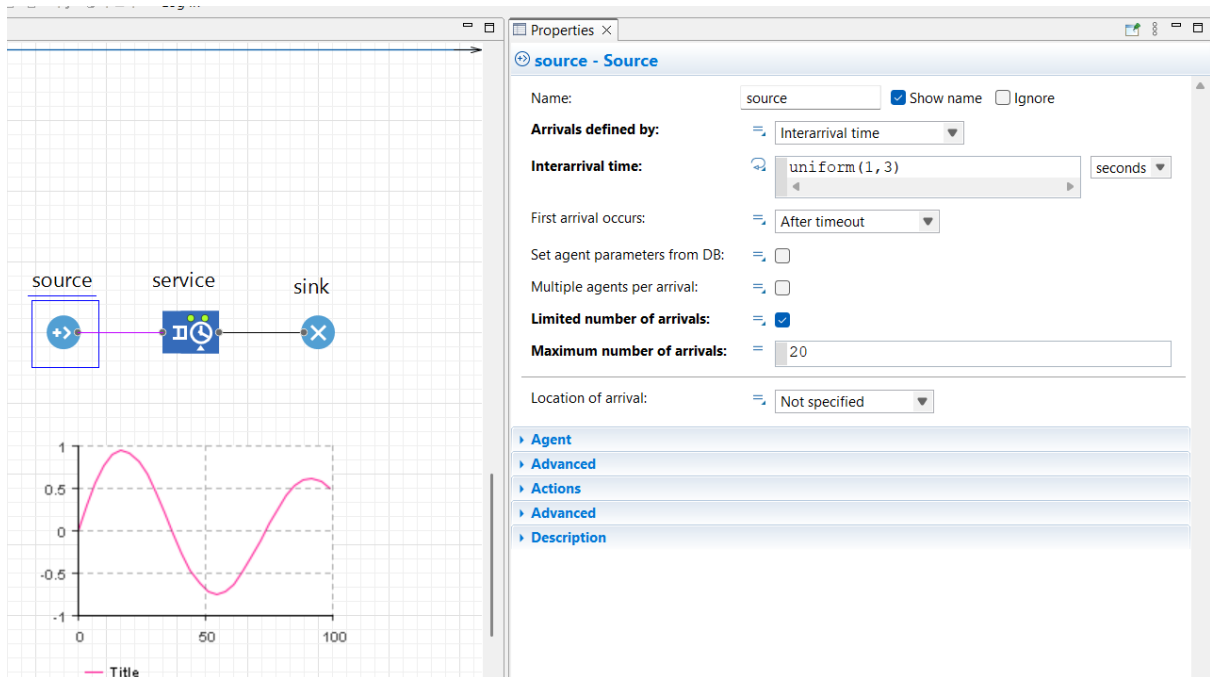 Properties
source - Source
Name:
source
Show name
Ignore
Arrivals defined by:
Interarrival time
Interarrival time:
uniform(1,3)
seconds
First arrival occurs:
After timeout
Set agent parameters from DB:
Multiple agents per arrival:
Limited number of arrivals:
Maximum number of arrivals:
20
Location of arrival:
Not specified
Agent
Advanced
Actions
Advanced
Description
source
service
sink
1
0.5
0
-0.5
-1
0
50
100
Title